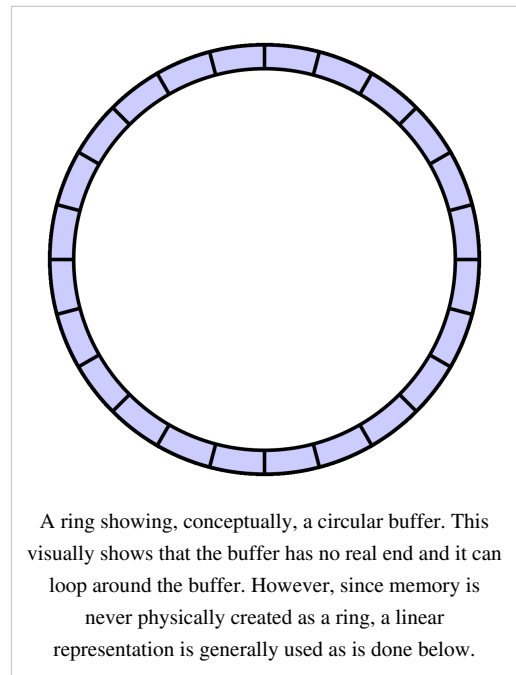 A ring showing, conceptually, a circular buffer. This
visually shows that the buffer has no real end and it can
loop around the buffer. However, since memory is
never physically created as a ring, a linear
representation is generally used as is done below.